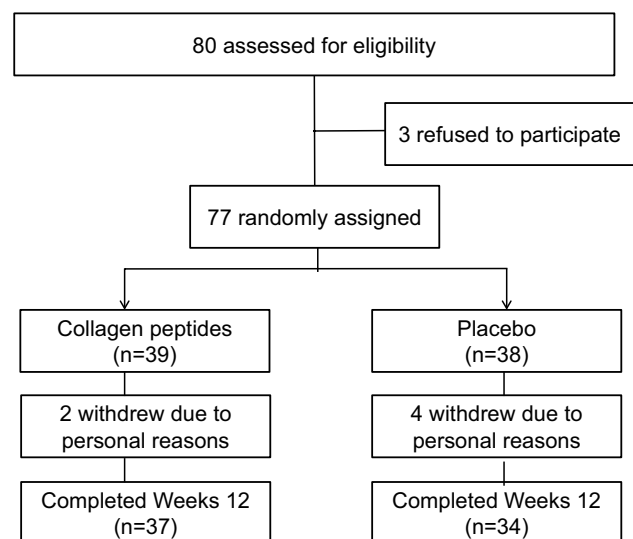 80 assessed for eligibility
3 refused to participate
77 randomly assigned
Collagen peptides
(n=39)
Placebo
(n=38)
2 withdrew due to
personal reasons
4 withdrew due to
personal reasons
Completed Weeks 12
(n=37)
Completed Weeks 12
(n=34)